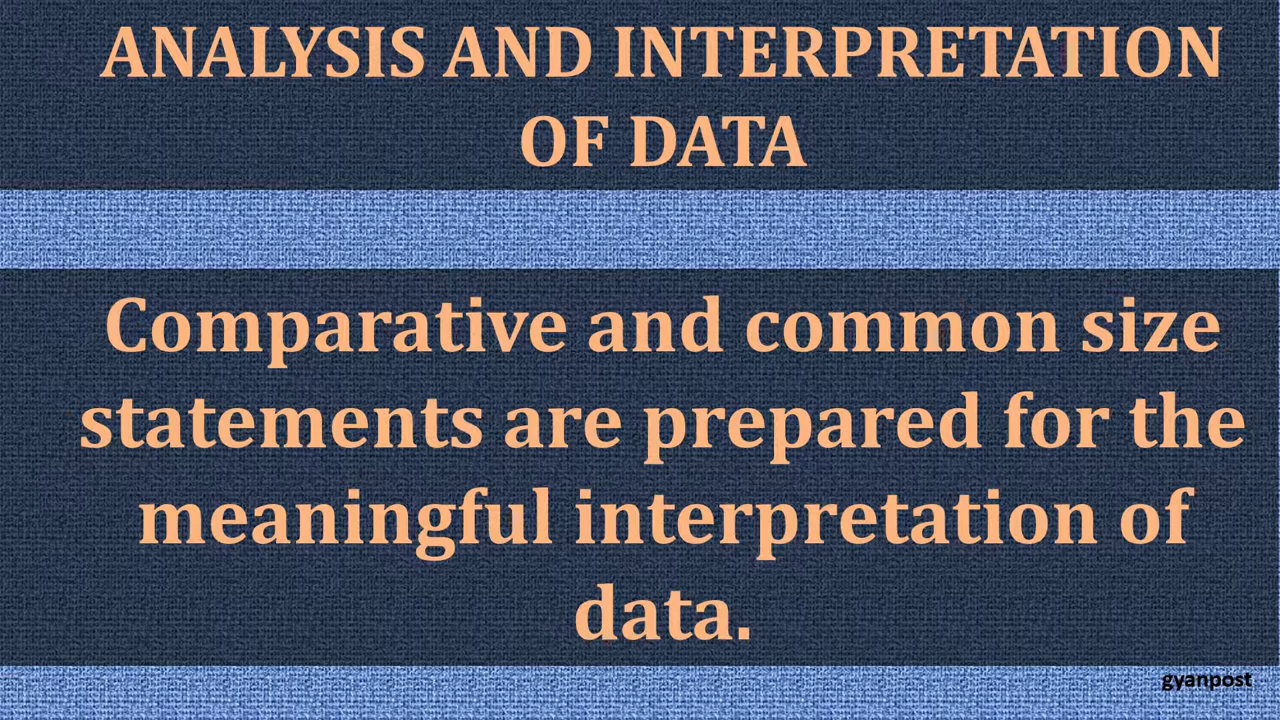 ANALYSIS AND INTERPRETATION
OF DATA
Comparative and common size
statements are prepared for the
meaningful interpretation of
data.
gyanpost